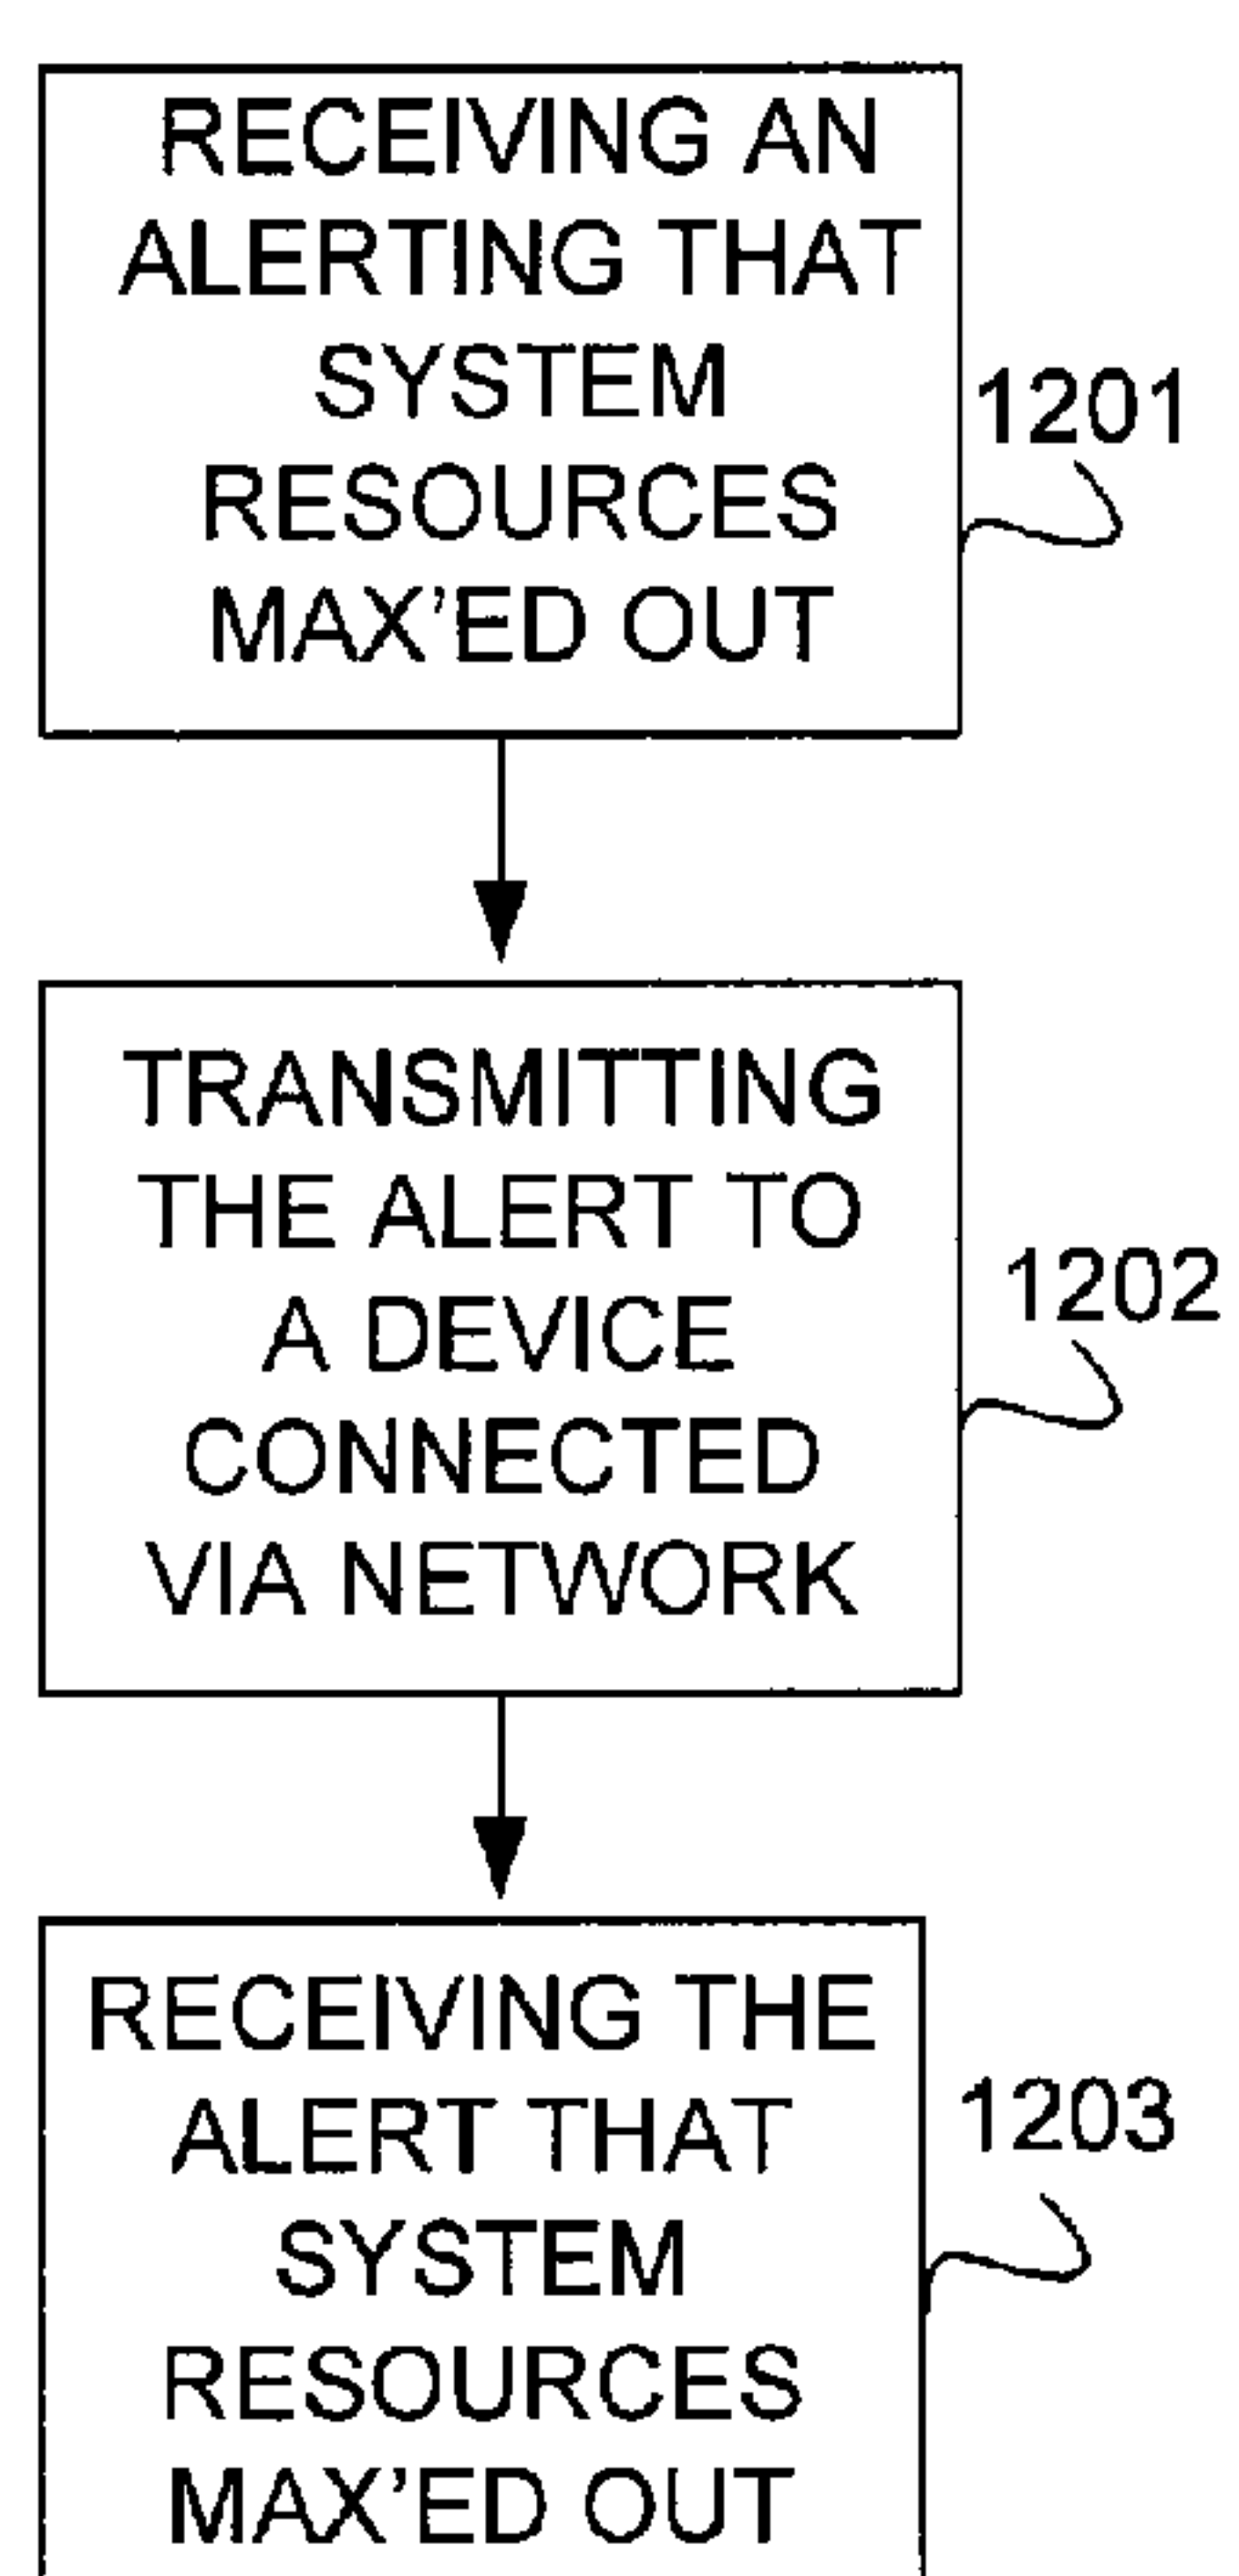 RECEIVING AN
ALERTING THAT
SYSTEM
RESOURCES
MAX'ED OUT
1201
TRANSMITTING
THE ALERT TO
A DEVICE
CONNECTED
VIA NETWORK
1202
RECEIVING THE
ALERT THAT
SYSTEM
RESOURCES
MAX'ED OUT
1203